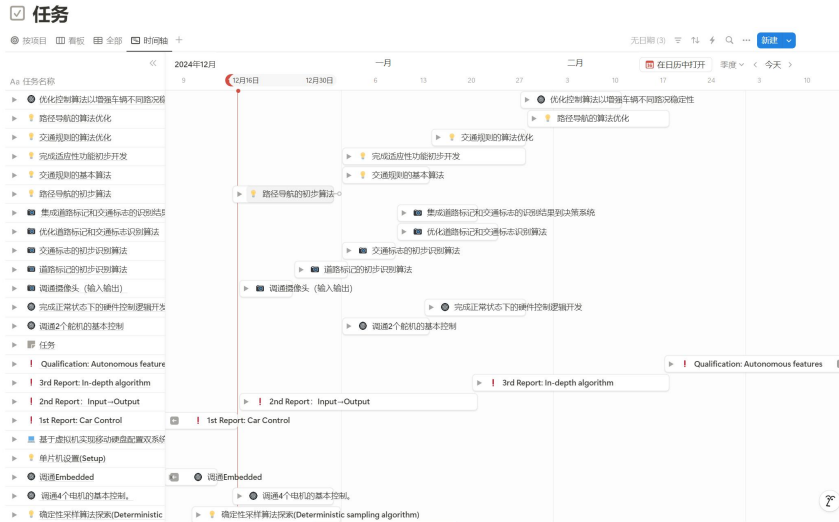 任务
按项目 看板 全部 时间轴
无日期 (3) 新建
2024年12月 一月 二月
在日历中打开 季度 今天
Aa 任务名称
9 12月16日 12月30日 6 13 20 27 3 10 17 24 3 10
优化控制算法以增强车辆不同路况稳 优化控制算法以增强车辆不同路况稳定性
路径导航的算法优化 路径导航的算法优化
交通规则的算法优化 交通规则的算法优化
完成适应性功能初步开发 完成适应性功能初步开发
交通规则的基本算法 交通规则的基本算法
路径导航的初步算法 路径导航的初步算法
集成道路标记和交通标志的识别结果 集成道路标记和交通标志的识别结果到决策系统
优化道路标记和交通标志识别算法 优化道路标记和交通标志识别算法
交通标志的初步识别算法 交通标志的初步识别算法
道路标记的初步识别算法 道路标记的初步识别算法
调通摄像头（输入输出） 调通摄像头（输入输出）
完成正常状态下的硬件控制逻辑开发 完成正常状态下的硬件控制逻辑开发
调通2个舵机的基本控制 调通2个舵机的基本控制
任务
Qualification: Autonomous feature Qualification: Autonomous features
3rd Report: In-depth algorithm 3rd Report: In-depth algorithm
2nd Report：Input→Output 2nd Report：Input→Output
1st Report: Car Control 1st Report: Car Control
基于虚拟机实现移动硬盘配置双系统
单片机设置(Setup)
调通Embedded 调通Embedded
调通4个电机的基本控制。 调通4个电机的基本控制。
确定性采样算法探索(Deterministic 确定性采样算法探索(Deterministic sampling algorithm)